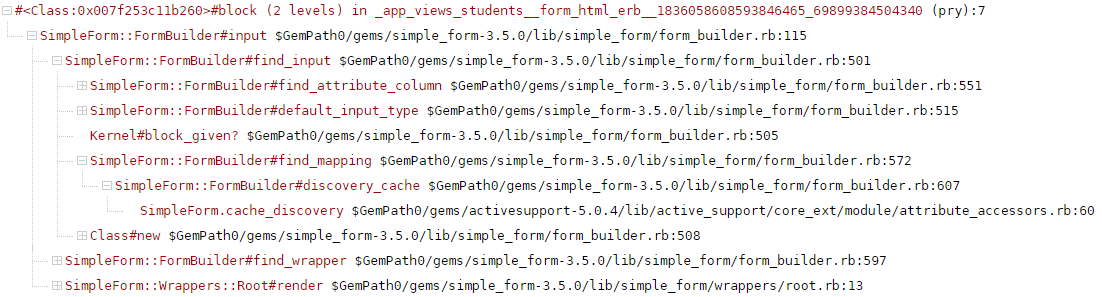 #<Class:0x007f253c11b260>#block (2 levels) in _app_views_students__form_html_erb__1836058608593846465_69899384504340 (pry):7
SimpleForm::FormBuilder#input $GemPath0/gems/simple_form-3.5.0/lib/simple_form/form_builder.rb:115
SimpleForm::FormBuilder#find_input $GemPath0/gems/simple_form-3.5.0/lib/simple_form/form_builder.rb:501
SimpleForm::FormBuilder#find_attribute_column $GemPath0/gems/simple_form-3.5.0/lib/simple_form/form_builder.rb:551
SimpleForm::FormBuilder#default_input_type $GemPath0/gems/simple_form-3.5.0/lib/simple_form/form_builder.rb:515
Kernel#block_given? $GemPath0/gems/simple_form-3.5.0/lib/simple_form/form_builder.rb:505
SimpleForm::FormBuilder#find_mapping $GemPath0/gems/simple_form-3.5.0/lib/simple_form/form_builder.rb:572
SimpleForm::FormBuilder#discovery_cache $GemPath0/gems/simple_form-3.5.0/lib/simple_form/form_builder.rb:607
SimpleForm.cache_discovery $GemPath0/gems/activesupport-5.0.4/lib/active_support/core_ext/module/attribute_accessors.rb:60
Class#new $GemPath0/gems/simple_form-3.5.0/lib/simple_form/form_builder.rb:508
SimpleForm::FormBuilder#find_wrapper $GemPath0/gems/simple_form-3.5.0/lib/simple_form/form_builder.rb:597
SimpleForm::Wrappers::Root#render $GemPath0/gems/simple_form-3.5.0/lib/simple_form/wrappers/root.rb:13